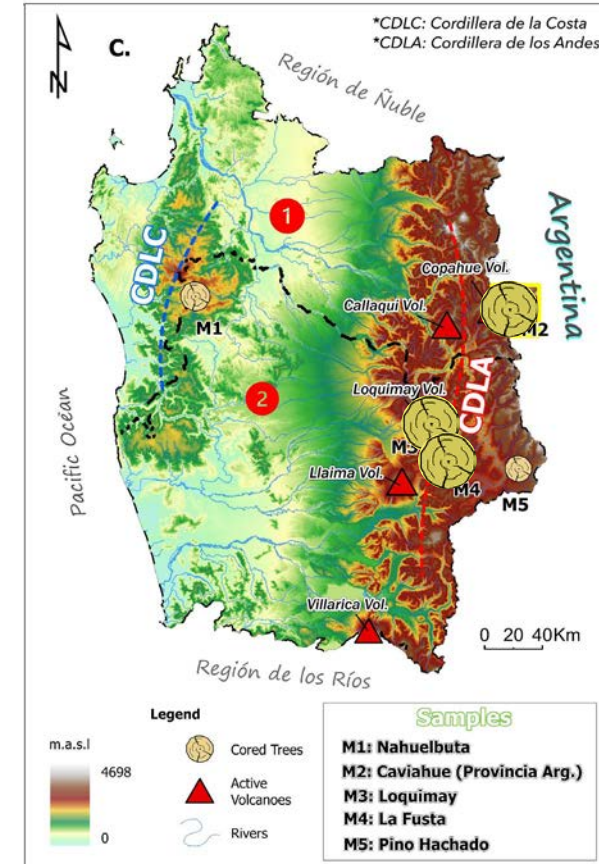 *CDLC: Cordillera de la Costa
*CDLA: Cordillera de los Andes
C.
N
Región de Ñuble
1
Argentina
CDLC
Copahue Vol.
M2
Callaqui Vol.
M1
CDLA
2
Loquimay Vol.
Pacific Océan
M3
Llaima Vol.
M4
M5
Villarica Vol.
0 20 40Km
Región de los Ríos
Legend
m.a.s.l
4698
0
Cored Trees
Active
Volcanoes
Rivers
Samples
M1: Nahuelbuta
M2: Caviahue (Provincia Arg.)
M3: Loquimay
M4: La Fusta
M5: Pino Hachado